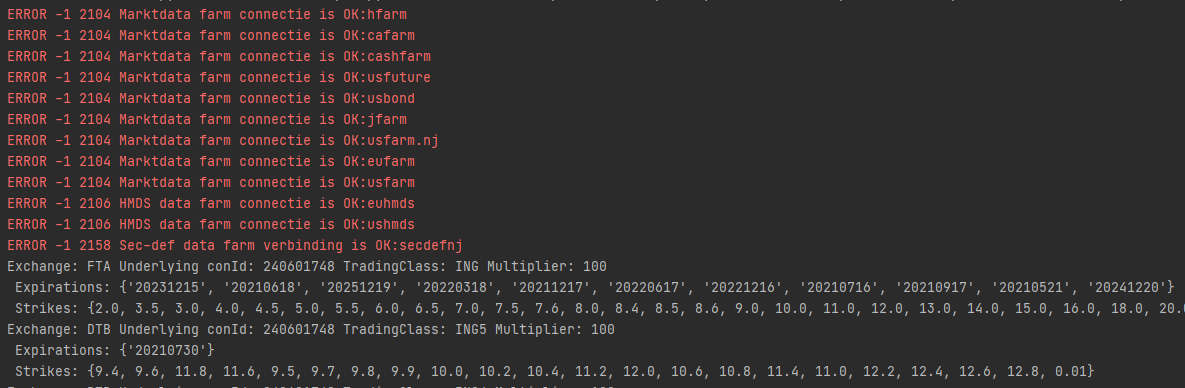 ERROR -1 2104 Marktdata farm connectie is OK:hfarm
ERROR -1 2104 Marktdata farm connectie is OK:cafarm
ERROR -1 2104 Marktdata farm connectie is OK:cashfarm
ERROR -1 2104 Marktdata farm connectie is OK:usfuture
ERROR -1 2104 Marktdata farm connectie is OK:usbond
ERROR -1 2104 Marktdata farm connectie is OK:jfarm
ERROR -1 2104 Marktdata farm connectie is OK:usfarm.nj
ERROR -1 2104 Marktdata farm connectie is OK:eufarm
ERROR -1 2104 Marktdata farm connectie is OK:usfarm
ERROR -1 2106 HMDS data farm connectie is OK:euhmds
ERROR -1 2106 HMDS data farm connectie is OK:ushmds
ERROR -1 2158 Sec-def data farm verbinding is OK:secdefnj
Exchange: FTA Underlying conId: 240601748 TradingClass: ING Multiplier: 100
Expirations: {'20231215', '20210618', '20251219', '20220318', '20211217', '20220617', '20221216', '20210716', '20210917', '20210521', '20241220'}
Strikes: {2.0, 3.5, 3.0, 4.0, 4.5, 5.0, 5.5, 6.0, 6.5, 7.0, 7.5, 7.6, 8.0, 8.4, 8.5, 8.6, 9.0, 10.0, 11.0, 12.0, 13.0, 14.0, 15.0, 16.0, 18.0, 20.0
Exchange: DTB Underlying conId: 240601748 TradingClass: ING5 Multiplier: 100
Expirations: {'20210730'}
Strikes: {9.4, 9.6, 11.8, 11.6, 9.5, 9.7, 9.8, 9.9, 10.0, 10.2, 10.4, 11.2, 12.0, 10.6, 10.8, 11.4, 11.0, 12.2, 12.4, 12.6, 12.8, 0.01}